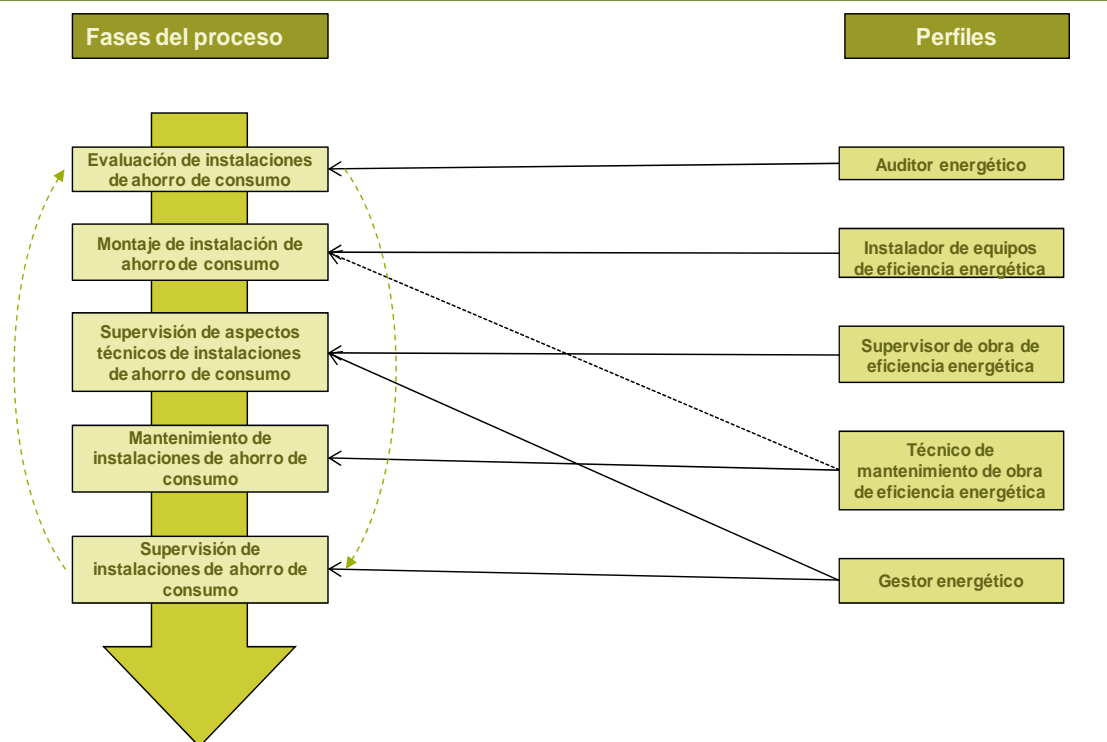 Fases del proceso
Perfiles
Evaluación de instalaciones
de ahorro de consumo
Auditor energético
Montaje de instalación de
ahorro de consumo
Instalador de equipos
de eficiencia energética
Supervisión de aspectos
técnicos de instalaciones
de ahorro de consumo
Supervisor de obra de
eficiencia energética
Mantenimiento de
instalaciones de ahorro de
consumo
Técnico de
mantenimiento de obra
de eficiencia energética
Supervisión de
instalaciones de ahorro de
consumo
Gestor energético